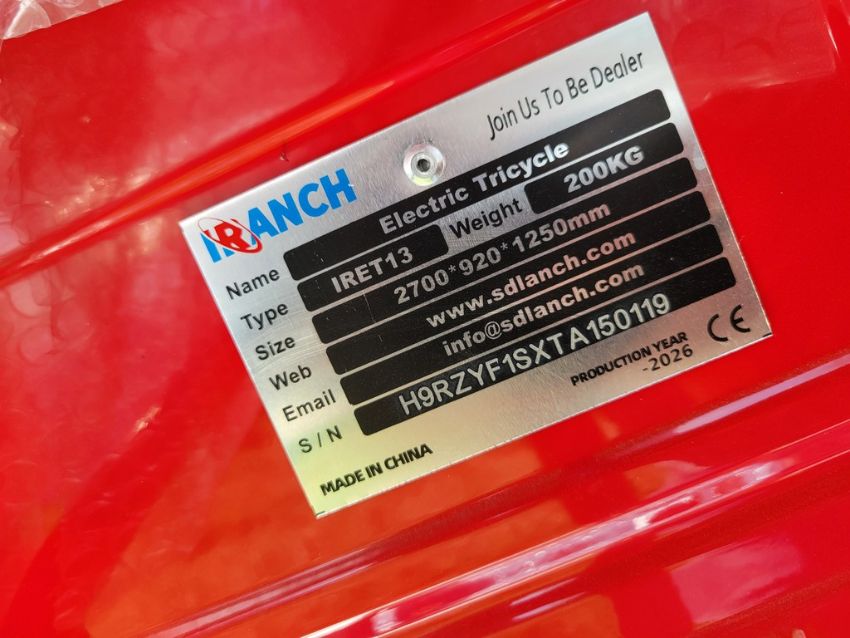 IRANCH
Join Us To Be Dealer
Name Electric Tricycle
Type IRET13 Weight 200KG
Size 2700*920*1250mm
Web www.sdlanch.com
Email info@sdlanch.com
S / N H9RZYF1SXTA150119
MADE IN CHINA
PRODUCTION YEAR
-2026
CE